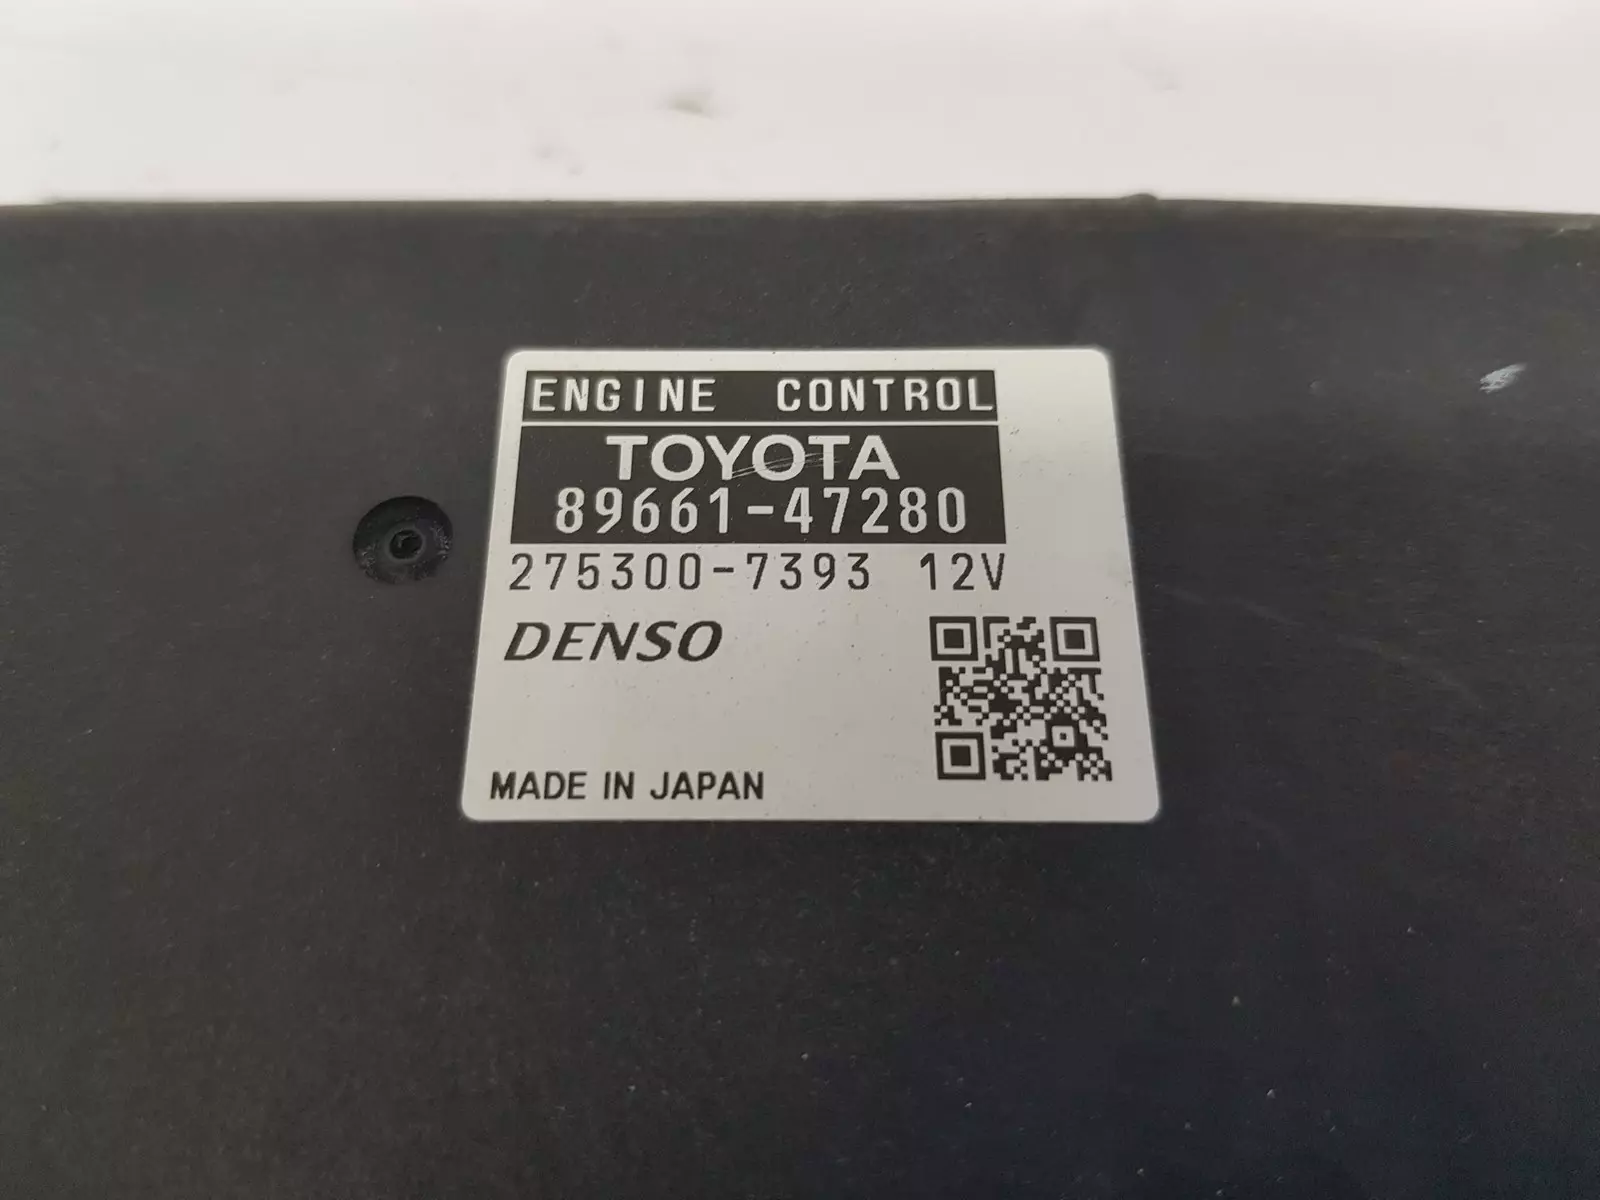 ENGINE CONTROL
TOYOTA
89661-47280
275300-7393 12V
DENSO
MADE IN JAPAN